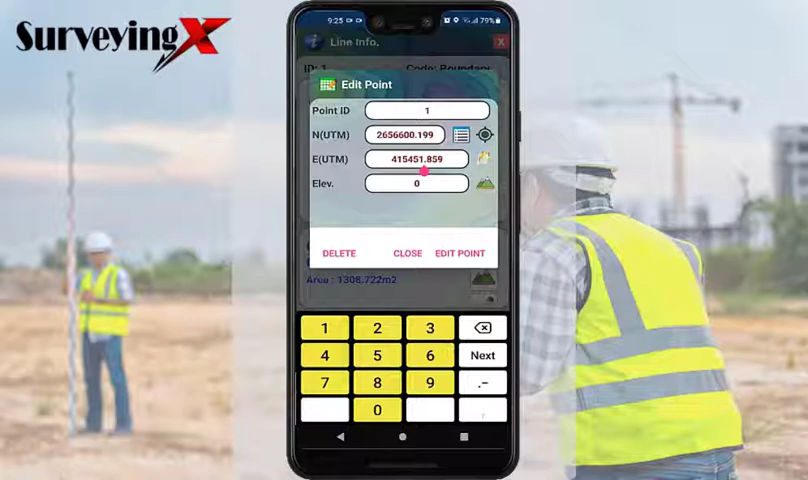 SurveyingX
9:25
79%
Line Info.
X
ID: 1
Code: Boundary
Edit Point
Point ID
1
N(UTM)
2656600.199
E(UTM)
415451.859
Elev.
0
DELETE
CLOSE
EDIT POINT
Area : 1308.722m2
1
2
3
4
5
6
Next
7
8
9
.-
0
,